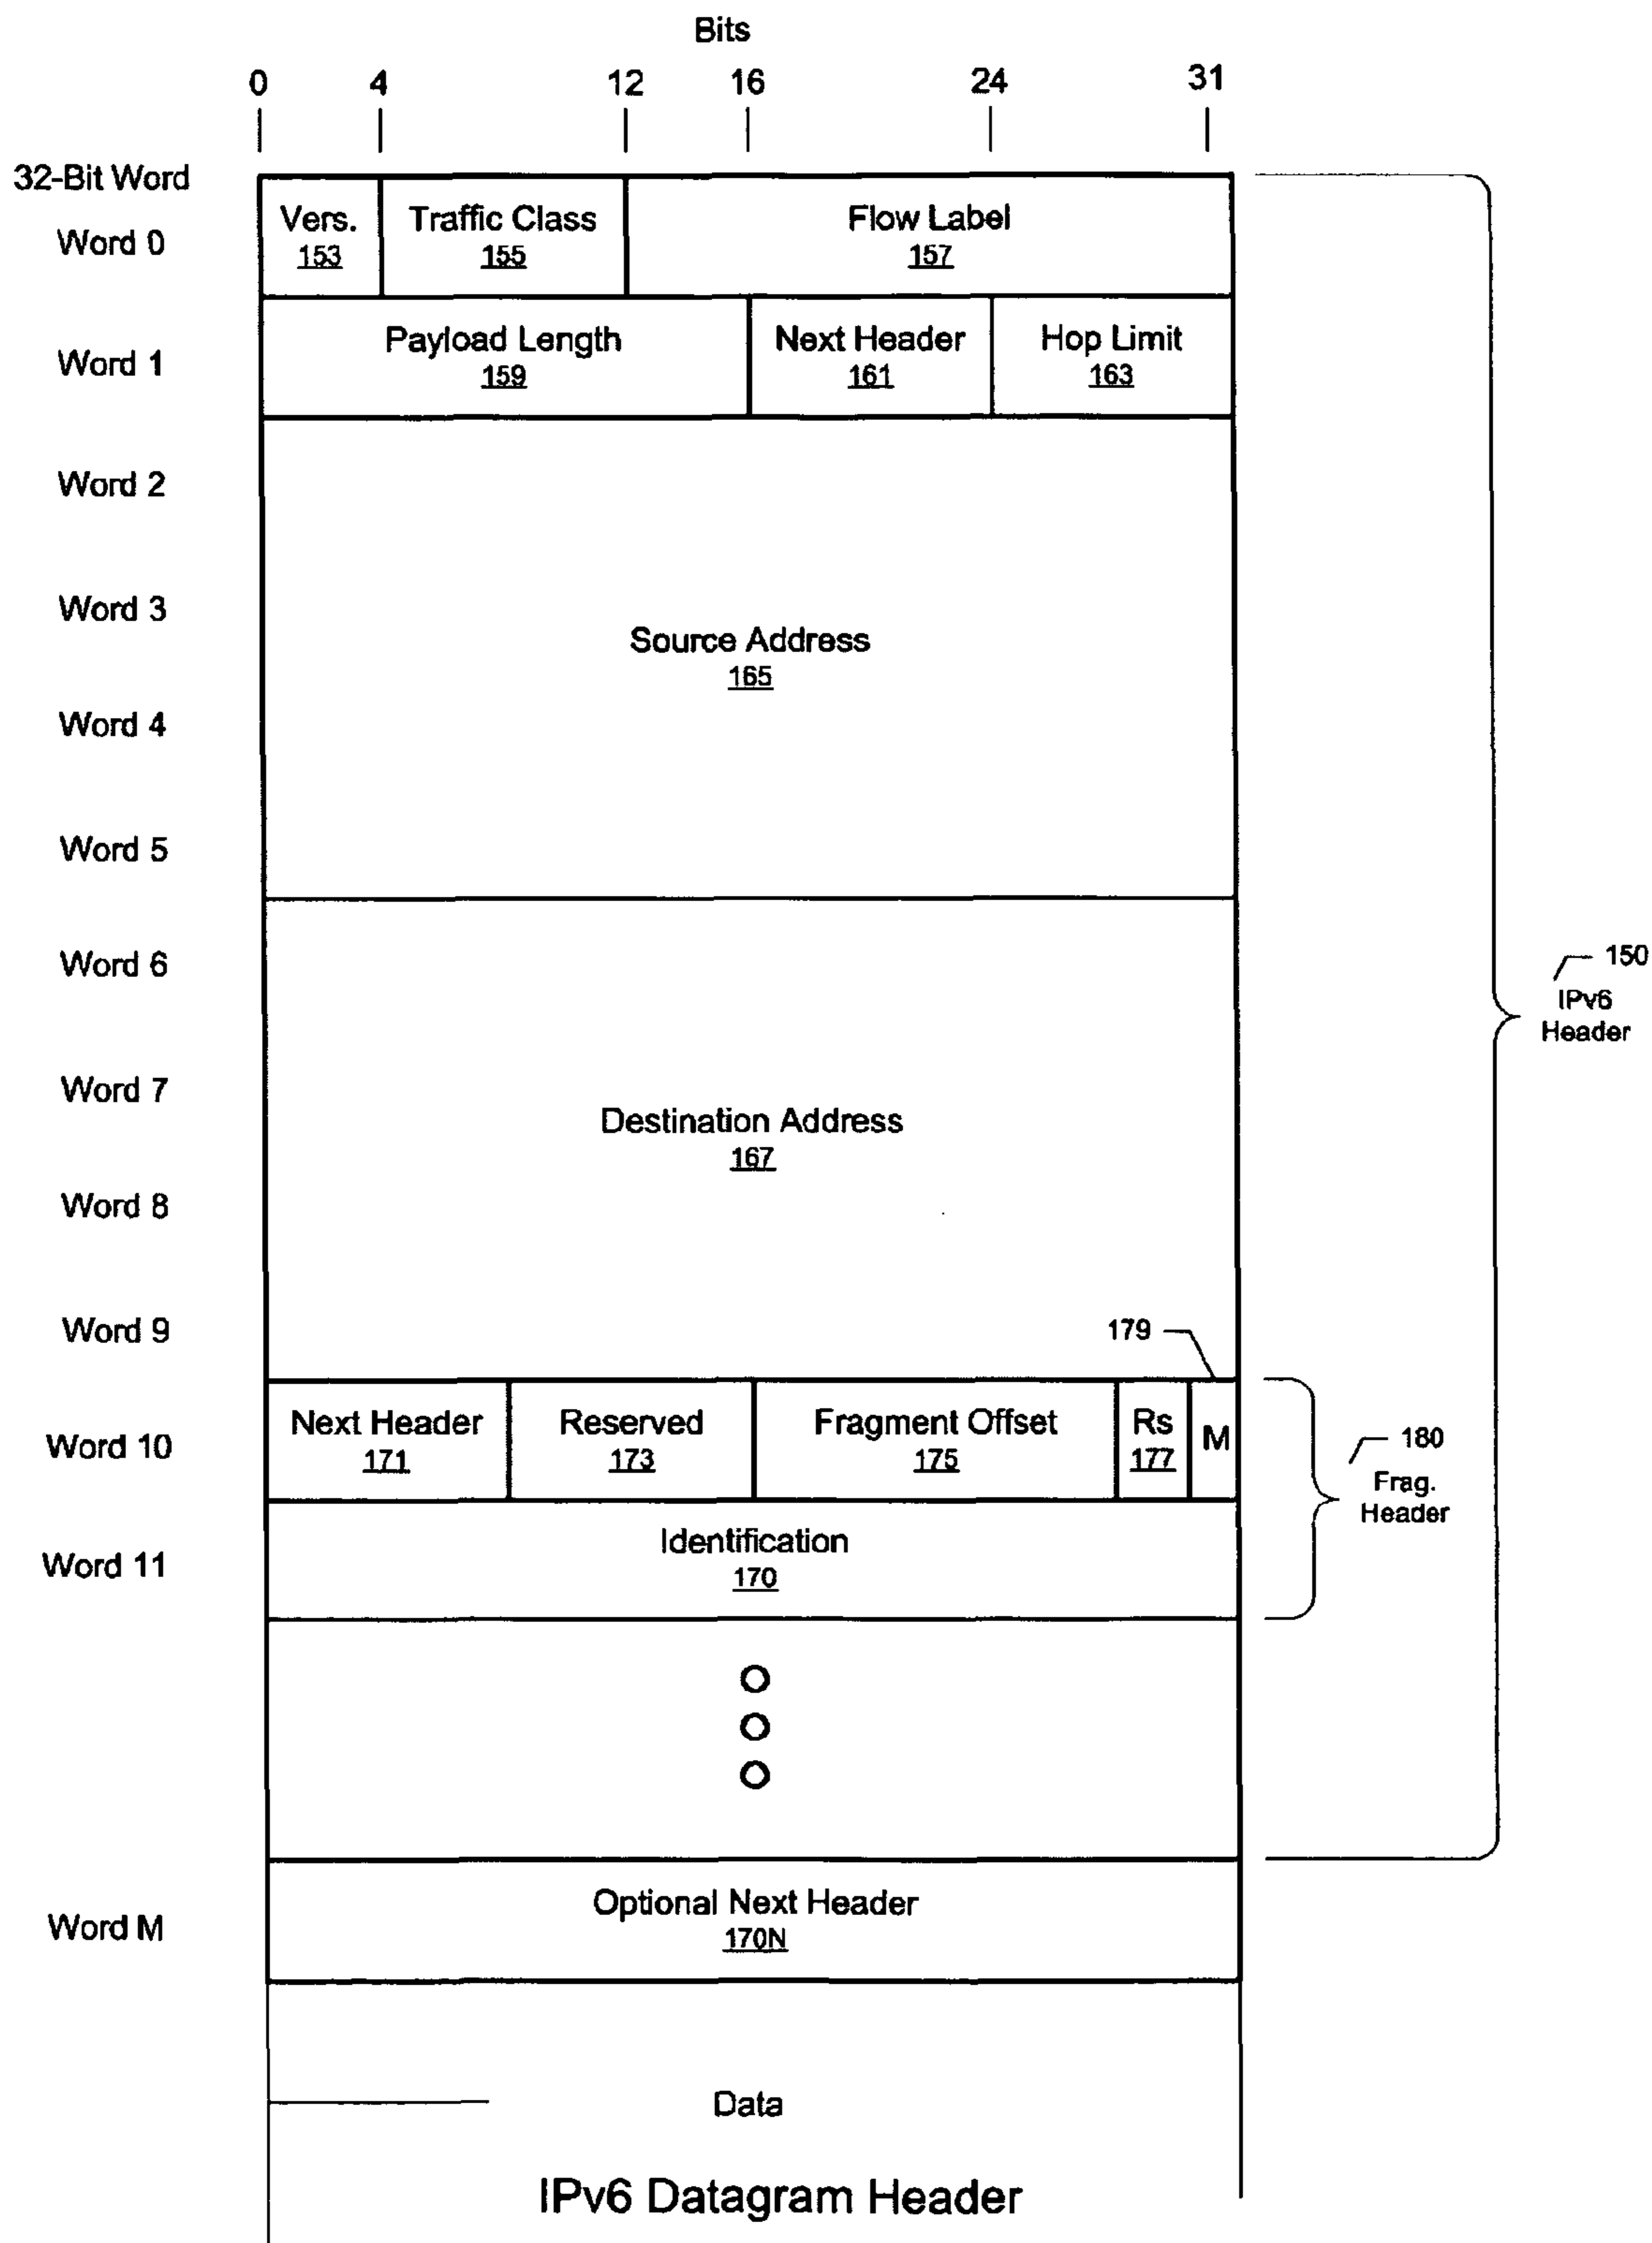 Bits
0 4 12 16 24 31
32-Bit Word
Word 0
Vers. Traffic Class Flow Label
153 155 157
Word 1
Payload Length Next Header Hop Limit
159 161 163
Word 2
Word 3
Source Address
165
Word 4
Word 5
Word 6
150
IPv6
Header
Word 7
Destination Address
167
Word 8
Word 9
179
Word 10
Next Header Reserved Fragment Offset Rs M
171 173 175 177
180
Frag.
Header
Word 11
Identification
170
Word M
Optional Next Header
170N
Data
IPv6 Datagram Header